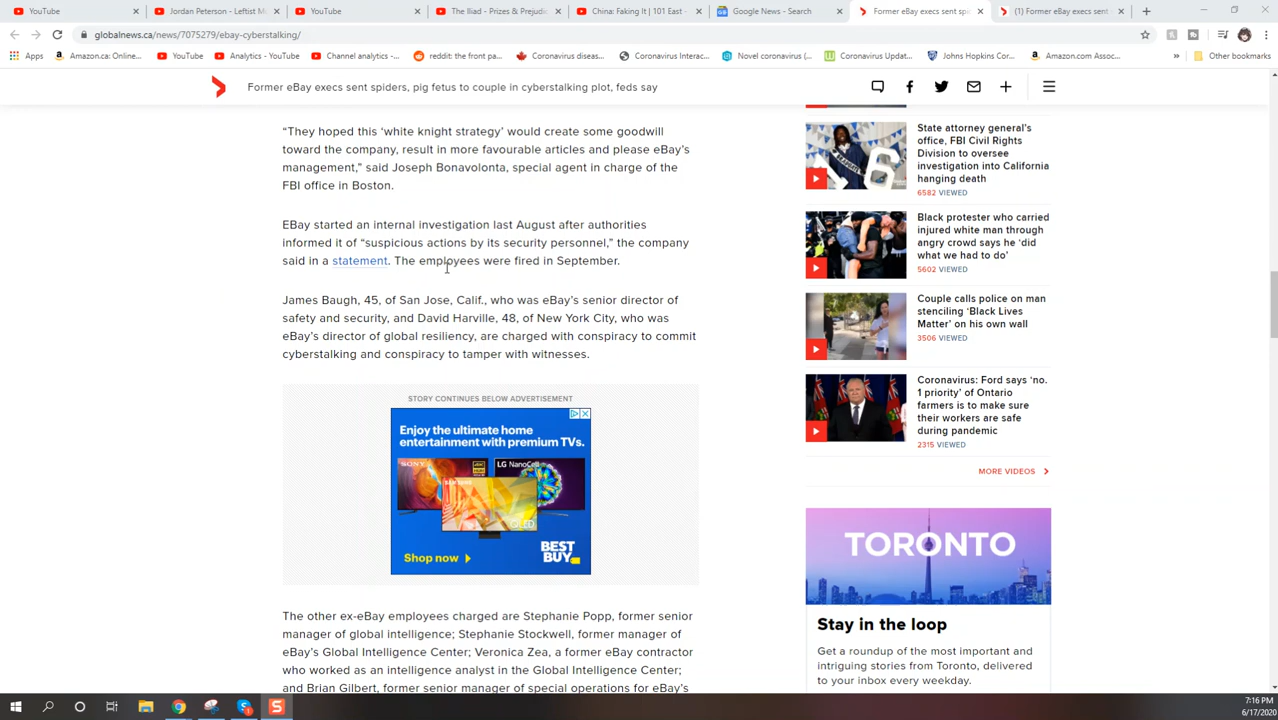 YouTube
Jordan Peterson - Leftist M
YouTube
The Iliad - Prizes & Prejudic
China: Faking It | 101 East -
Google News - Search
Former eBay execs sent spi
(1) Former eBay execs sent -
globalnews.ca/news/7075279/ebay-cyberstalking/
Apps
Amazon.ca: Online...
YouTube
Analytics - YouTube
Channel analytics -...
reddit: the front pa...
Coronavirus diseas...
Coronavirus Interac...
Novel coronavirus (...
Coronavirus Updat...
Johns Hopkins Cor...
Amazon.com Assoc...
»
Other bookmarks
Former eBay execs sent spiders, pig fetus to couple in cyberstalking plot, feds say
“They hoped this ‘white knight strategy’ would create some goodwill
toward the company, result in more favourable articles and please eBay’s
management,” said Joseph Bonavolonta, special agent in charge of the
FBI office in Boston.
EBay started an internal investigation last August after authorities
informed it of “suspicious actions by its security personnel,” the company
said in a statement. The employees were fired in September.
James Baugh, 45, of San Jose, Calif., who was eBay’s senior director of
safety and security, and David Harville, 48, of New York City, who was
eBay’s director of global resiliency, are charged with conspiracy to commit
cyberstalking and conspiracy to tamper with witnesses.
STORY CONTINUES BELOW ADVERTISEMENT
Enjoy the ultimate home
entertainment with premium TVs.
SONY
LG NanoCell
SAMSUNG
QLED
Shop now
BEST
BUY
The other ex-eBay employees charged are Stephanie Popp, former senior
manager of global intelligence; Stephanie Stockwell, former manager of
eBay’s Global Intelligence Center; Veronica Zea, a former eBay contractor
who worked as an intelligence analyst in the Global Intelligence Center;
and Brian Gilbert, former senior manager of special operations for eBay’s
State attorney general’s
office, FBI Civil Rights
Division to oversee
investigation into California
hanging death
6582 VIEWED
Black protester who carried
injured white man through
angry crowd says he ‘did
what we had to do’
5602 VIEWED
Couple calls police on man
stenciling ‘Black Lives
Matter’ on his own wall
3506 VIEWED
Coronavirus: Ford says ‘no.
1 priority’ of Ontario
farmers is to make sure
their workers are safe
during pandemic
2315 VIEWED
MORE VIDEOS
TORONTO
Stay in the loop
Get a roundup of the most important and
intriguing stories from Toronto, delivered
to your inbox every weekday.
7:16 PM
6/17/2020